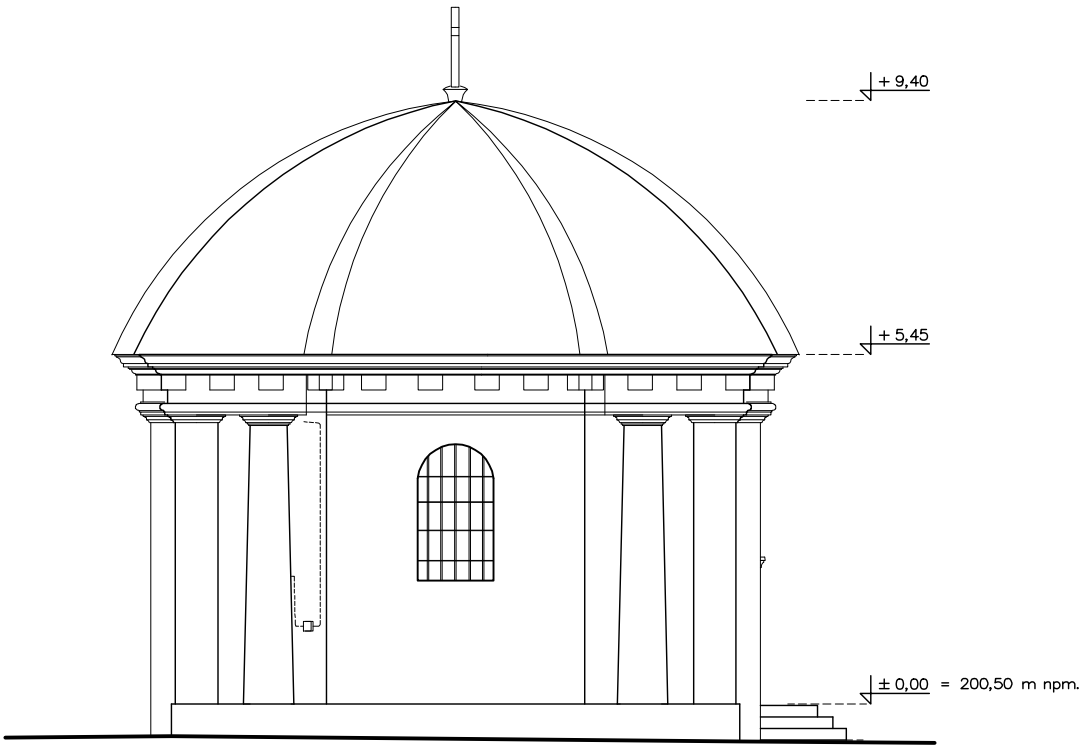 + 9,40
+ 5,45
± 0,00 = 200,50 m npm.